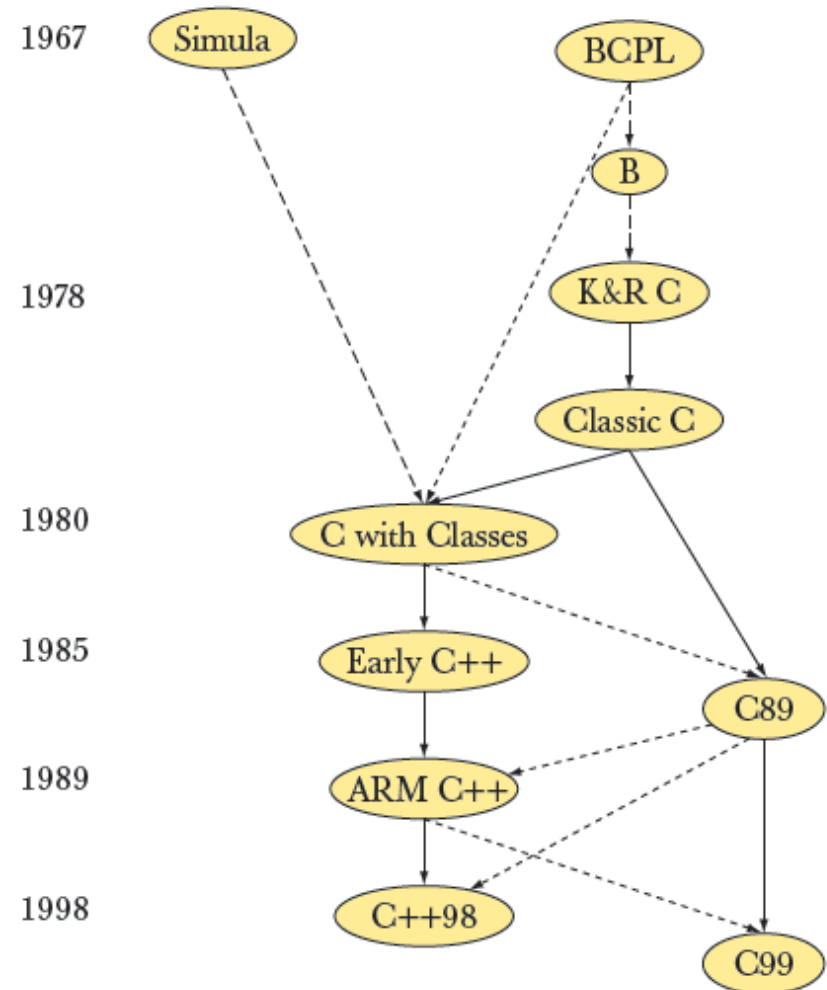 1967
Simula
BCPL
B
1978
K&R C
Classic C
1980
C with Classes
1985
Early C++
C89
1989
ARM C++
1998
C++98
C99